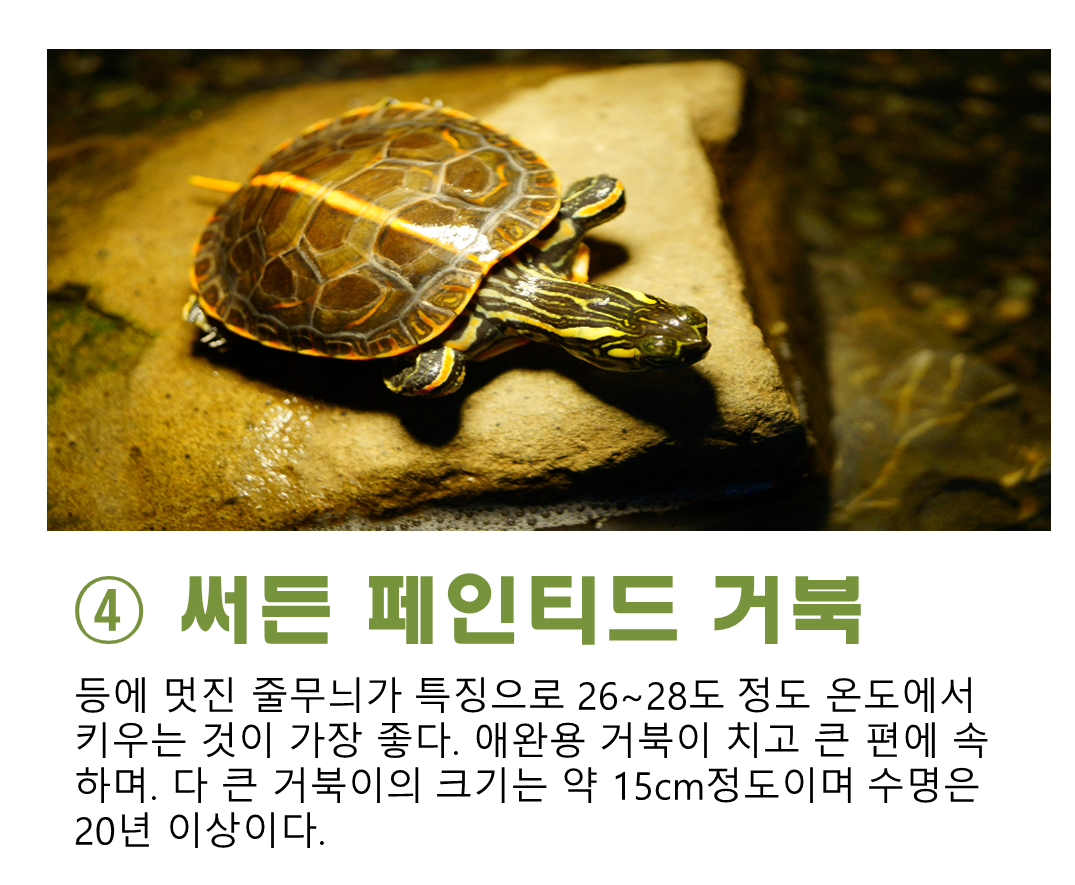 ④ 써든 페인티드 거북
등에 멋진 줄무늬가 특징으로 26~28도 정도 온도에서
키우는 것이 가장 좋다. 애완용 거북이 치고 큰 편에 속
하며. 다 큰 거북이의 크기는 약 15cm정도이며 수명은
20년 이상이다.